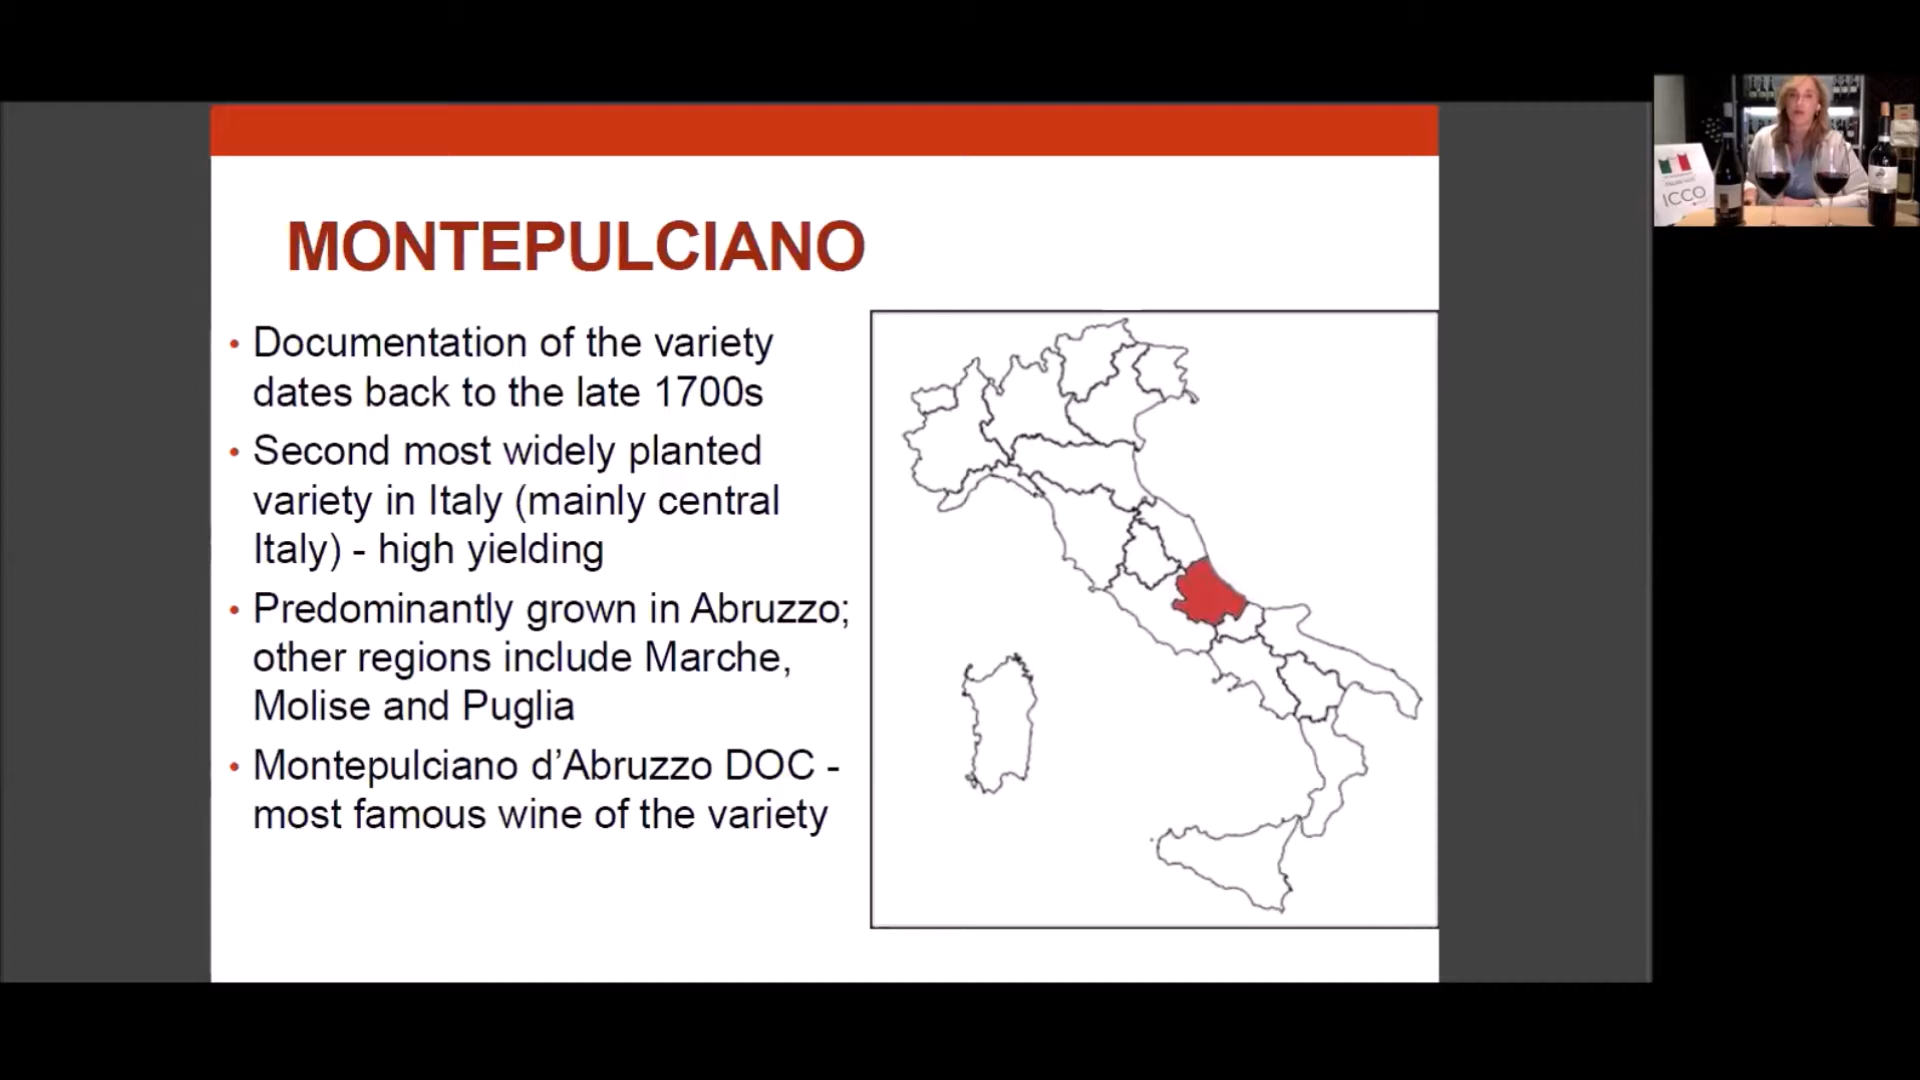 MONTEPULCIANO
• Documentation of the variety
dates back to the late 1700s
• Second most widely planted
variety in Italy (mainly central
Italy) - high yielding
• Predominantly grown in Abruzzo;
other regions include Marche,
Molise and Puglia
• Montepulciano d’Abruzzo DOC -
most famous wine of the variety
ICCO